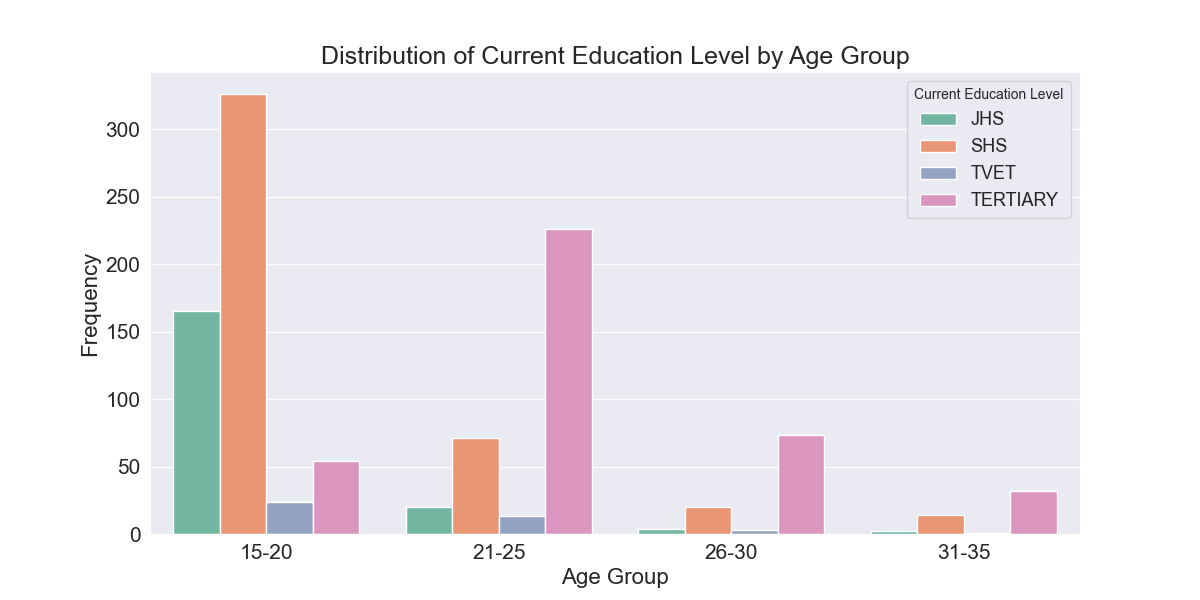 Distribution of Current Education Level by Age Group
Current Education Level
JHS
SHS
TVET
TERTIARY
Frequency
300
250
200
150
100
50
0
15-20
21-25
26-30
31-35
Age Group